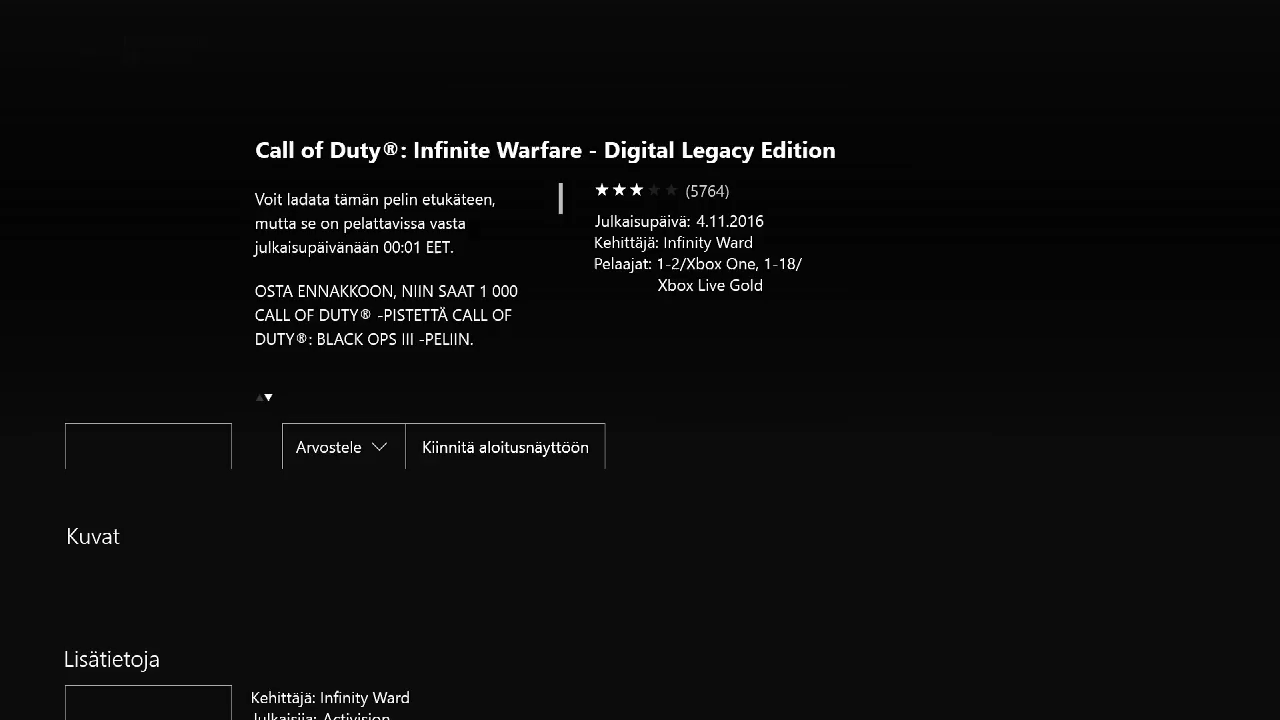 Call of Duty®: Infinite Warfare - Digital Legacy Edition
Voit ladata tämän pelin etukäteen,
mutta se on pelattavissa vasta
julkaisupäivänään 00:01 EET.
OSTA ENNAKKOON, NIIN SAAT 1 000
CALL OF DUTY® -PISTETTÄ CALL OF
DUTY®: BLACK OPS III -PELIIN.
(5764)
Julkaisupäivä: 4.11.2016
Kehittäjä: Infinity Ward
Pelaajat: 1-2/Xbox One, 1-18/
Xbox Live Gold
Arvostele
Kiinnitä aloitusnäyttöön
Kuvat
Lisätietoja
Kehittäjä: Infinity Ward
Julkaisija: Activision